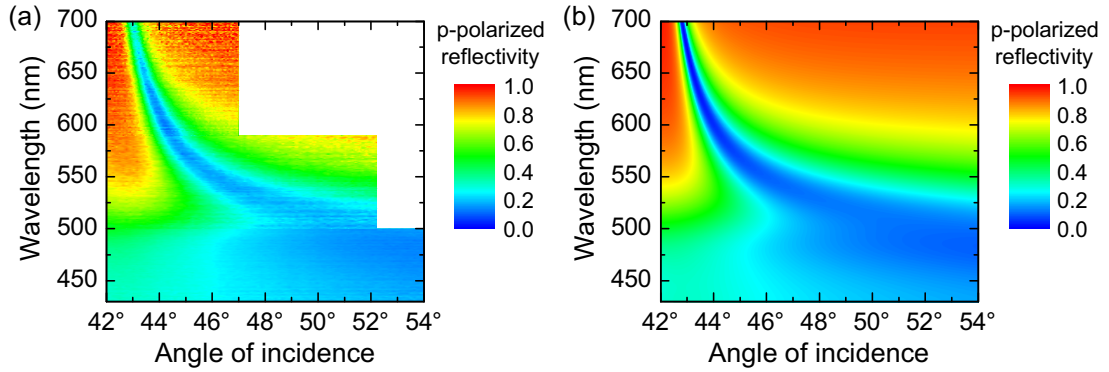 (a)
700
650
600
550
500
450
Wavelength (nm)
42° 44° 46° 48° 50° 52° 54°
Angle of incidence
p-polarized
reflectivity
1.0
0.8
0.6
0.4
0.2
0.0
(b)
700
650
600
550
500
450
Wavelength (nm)
42° 44° 46° 48° 50° 52° 54°
Angle of incidence
p-polarized
reflectivity
1.0
0.8
0.6
0.4
0.2
0.0